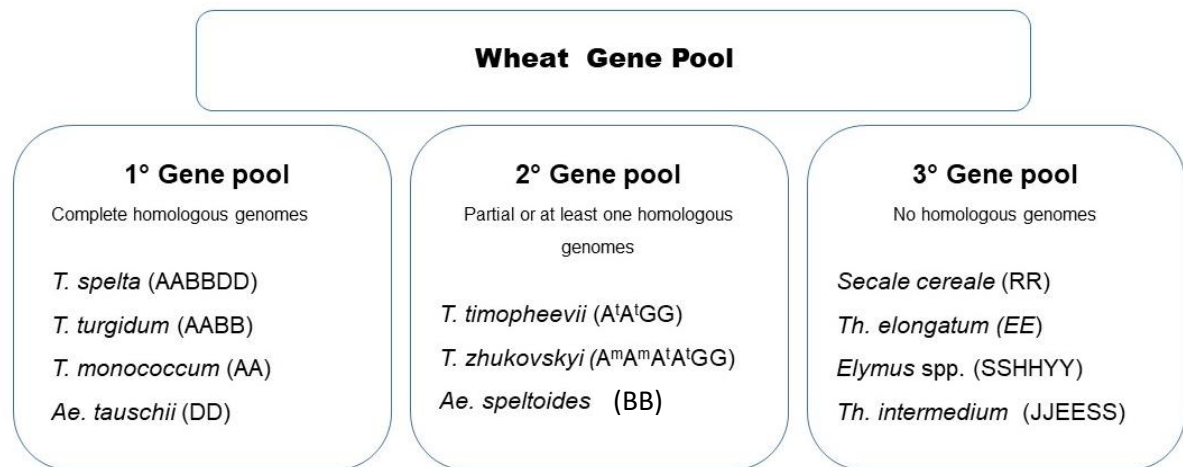 Wheat Gene Pool
1° Gene pool
Complete homologous genomes
T. spelta (AABBDD)
T. turgidum (AABB)
T. monococcum (AA)
Ae. tauschii (DD)
2° Gene pool
Partial or at least one homologous
genomes
T. timopheevii (AᵗAᵗGG)
T. zhukovskyi (AᵐAᵐAᵗAᵗGG)
Ae. speltoides (BB)
3° Gene pool
No homologous genomes
Secale cereale (RR)
Th. elongatum (EE)
Elymus spp. (SSHHYY)
Th. intermedium (JJEESS)